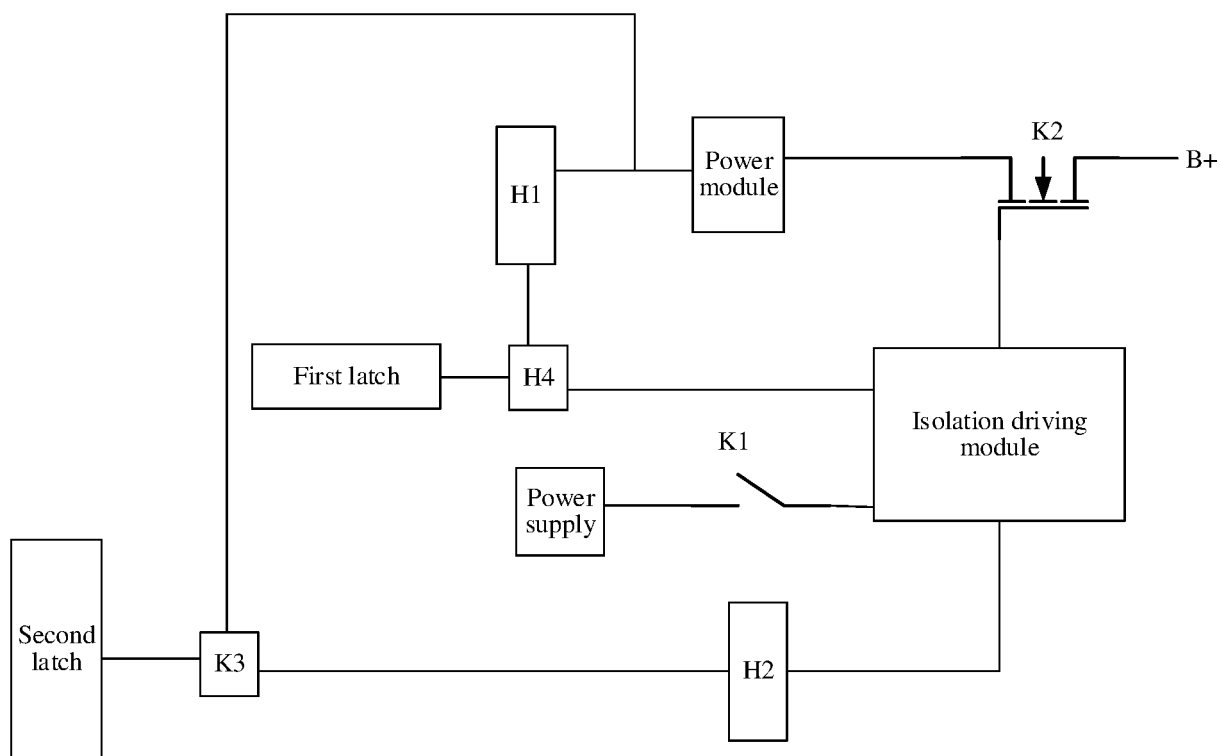 K2
B+
Power
module
H1
First latch
H4
Isolation driving
module
K1
Power
supply
Second
latch
K3
H2